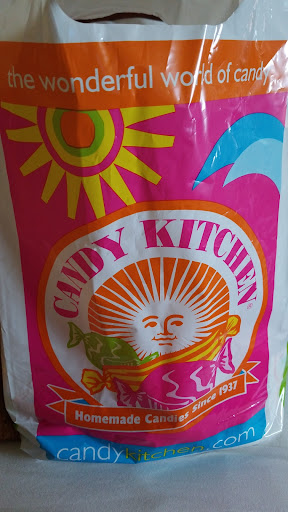 the wonderful world of candy
CANDY KITCHEN
Homemade Candies since 1937
candykitchen.com